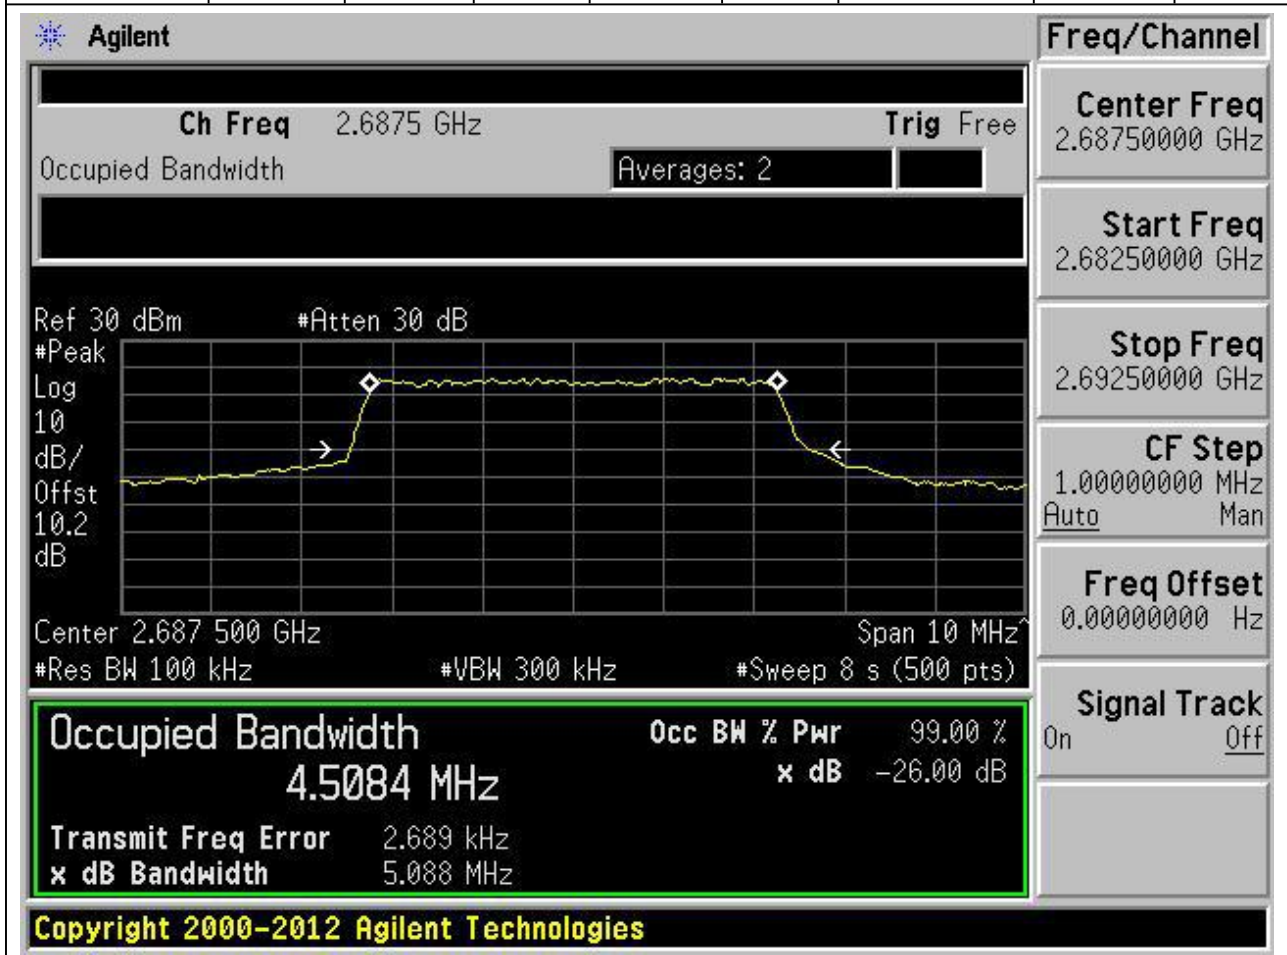 Agilent
Freq/Channel
Ch Freq 2.6875 GHz Trig Free
Occupied Bandwidth Averages: 2
Center Freq
2.68750000 GHz
Start Freq
2.68250000 GHz
Stop Freq
2.69250000 GHz
CF Step
1.00000000 MHz
Auto Man
Freq Offset
0.00000000 Hz
Signal Track
On Off
Ref 30 dBm #Atten 30 dB
#Peak
Log
10
dB/
Offst
10.2
dB
Center 2.687 500 GHz Span 10 MHz^
#Res BW 100 kHz #VBW 300 kHz #Sweep 8 s (500 pts)
Occupied Bandwidth
4.5084 MHz
Occ BW % Pwr 99.00 %
x dB -26.00 dB
Transmit Freq Error 2.689 kHz
x dB Bandwidth 5.088 MHz
Copyright 2000-2012 Agilent Technologies